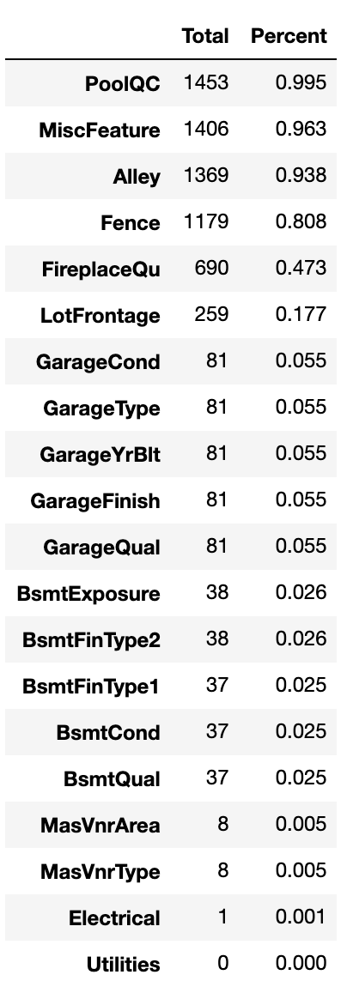 Total Percent
PoolQC 1453 0.995
MiscFeature 1406 0.963
Alley 1369 0.938
Fence 1179 0.808
FireplaceQu 690 0.473
LotFrontage 259 0.177
GarageCond 81 0.055
GarageType 81 0.055
GarageYrBlt 81 0.055
GarageFinish 81 0.055
GarageQual 81 0.055
BsmtExposure 38 0.026
BsmtFinType2 38 0.026
BsmtFinType1 37 0.025
BsmtCond 37 0.025
BsmtQual 37 0.025
MasVnrArea 8 0.005
MasVnrType 8 0.005
Electrical 1 0.001
Utilities 0 0.000